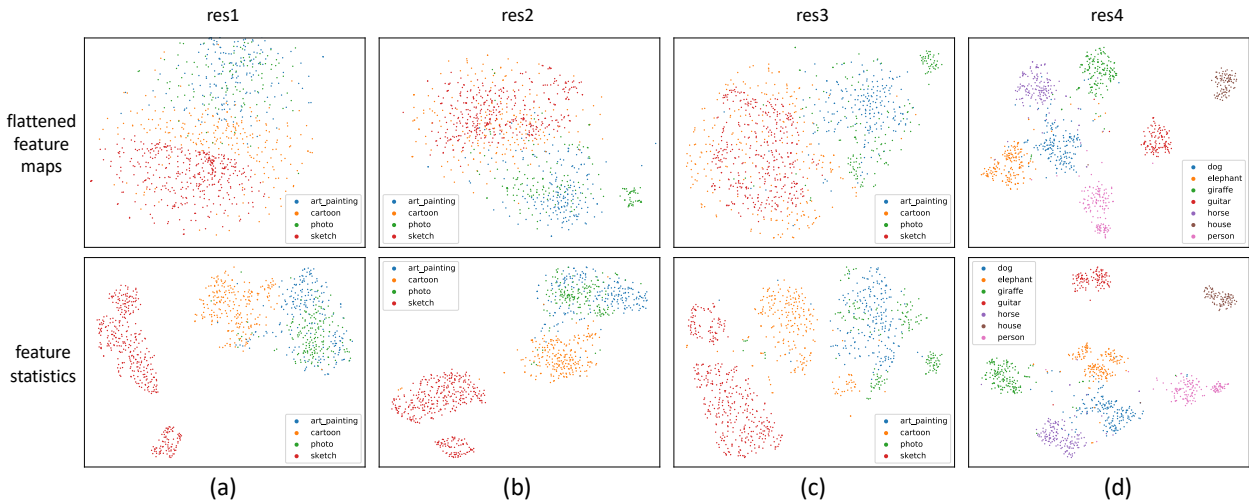 res1
res2
res3
res4
flattened
feature
maps
art_painting
cartoon
photo
sketch
art_painting
cartoon
photo
sketch
art_painting
cartoon
photo
sketch
dog
elephant
giraffe
guitar
horse
house
person
feature
statistics
art_painting
cartoon
photo
sketch
art_painting
cartoon
photo
sketch
art_painting
cartoon
photo
sketch
dog
elephant
giraffe
guitar
horse
house
person
(a)
(b)
(c)
(d)